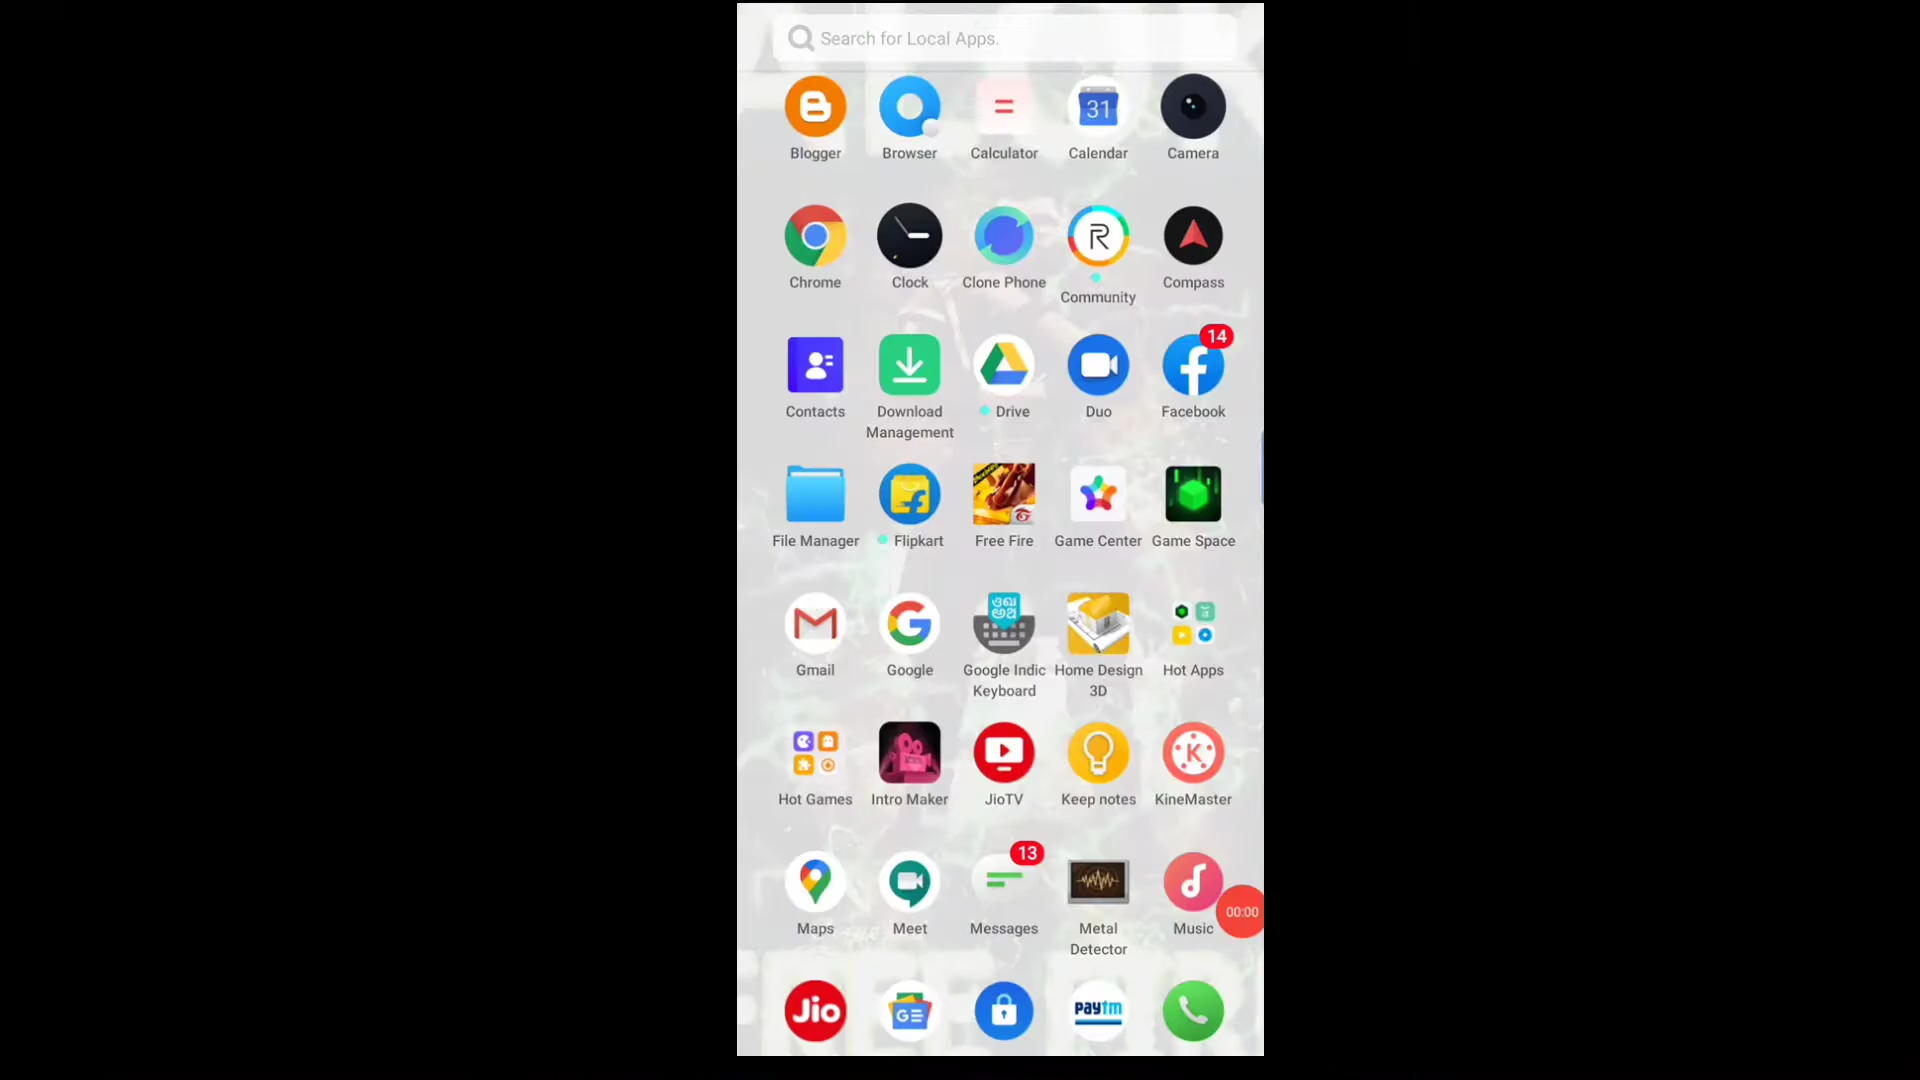 Search for Local Apps.
31
Blogger Browser Calculator Calendar Camera
R
Chrome Clock Clone Phone Community Compass
14
Contacts Download Management Drive Duo Facebook
File Manager Flipkart Free Fire Game Center Game Space
Gmail Google Google Indic Keyboard Home Design 3D Hot Apps
K
Hot Games Intro Maker JioTV Keep notes KineMaster
13
00:00
Maps Meet Messages Metal Detector Music
Jio GE paytm